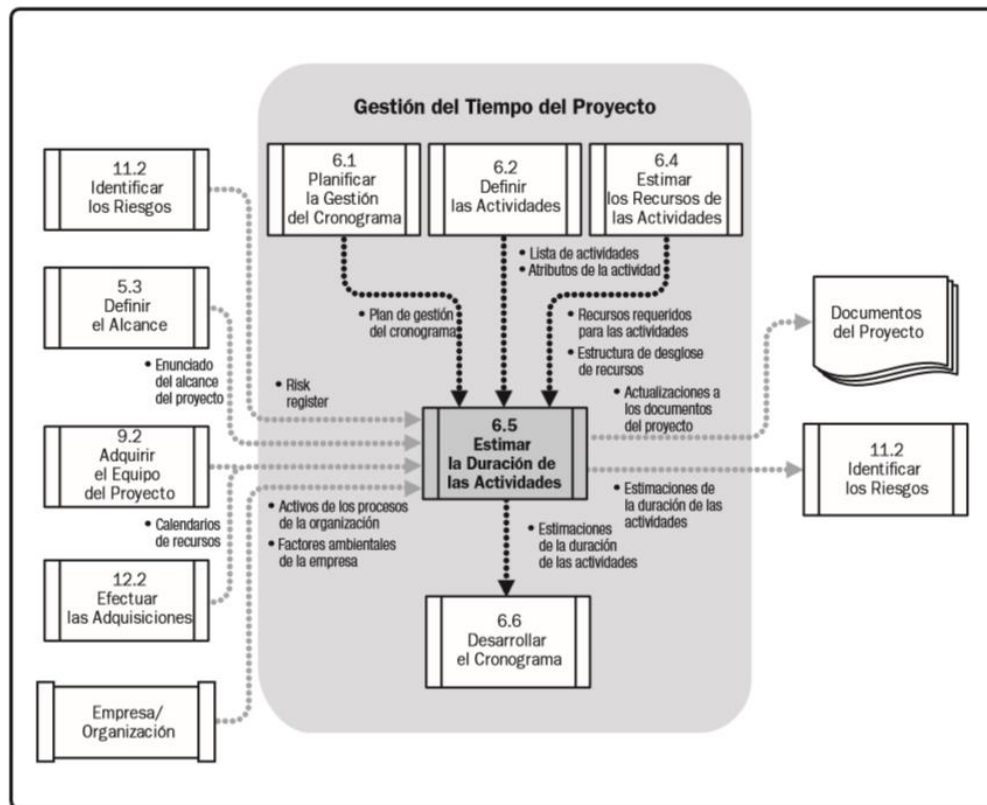 Gestión del Tiempo del Proyecto
11.2
Identificar
los Riesgos
6.1
Planificar
la Gestión
del Cronograma
6.2
Definir
las Actividades
6.4
Estimar
los Recursos de
las Actividades
• Lista de actividades
• Atributos de la actividad
5.3
Definir
el Alcance
• Plan de gestión
del cronograma
• Recursos requeridos
para las actividades
• Estructura de desglose
de recursos
Documentos
del Proyecto
• Enunciado
del alcance
del proyecto
• Risk
register
• Actualizaciones a
los documentos
del proyecto
9.2
Adquirir
el Equipo
del Proyecto
6.5
Estimar
la Duración de
las Actividades
11.2
Identificar
los Riesgos
• Calendarios
de recursos
• Activos de los procesos
de la organización
• Factores ambientales
de la empresa
• Estimaciones
de la duración
de las actividades
• Estimaciones de
la duración de las
actividades
12.2
Efectuar
las Adquisiciones
6.6
Desarrollar
el Cronograma
Empresa/
Organización